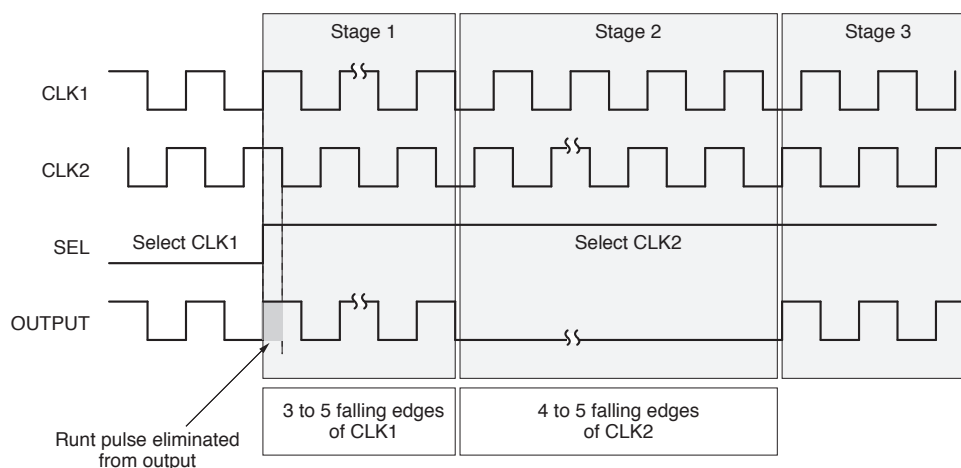 Stage 1
Stage 2
Stage 3
CLK1
CLK2
SEL
Select CLK1
Select CLK2
OUTPUT
3 to 5 falling edges
of CLK1
4 to 5 falling edges
of CLK2
Runt pulse eliminated
from output